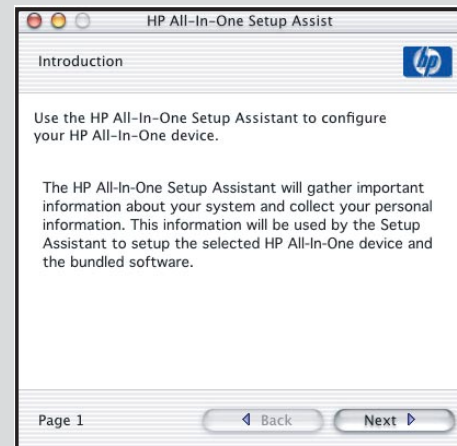 HP All-In-One Setup Assist
Introduction
hp
Use the HP All-In-One Setup Assistant to configure
your HP All-In-One device.
The HP All-In-One Setup Assistant will gather important
information about your system and collect your personal
information. This information will be used by the Setup
Assistant to setup the selected HP All-In-One device and
the bundled software.
Page 1
Back
Next